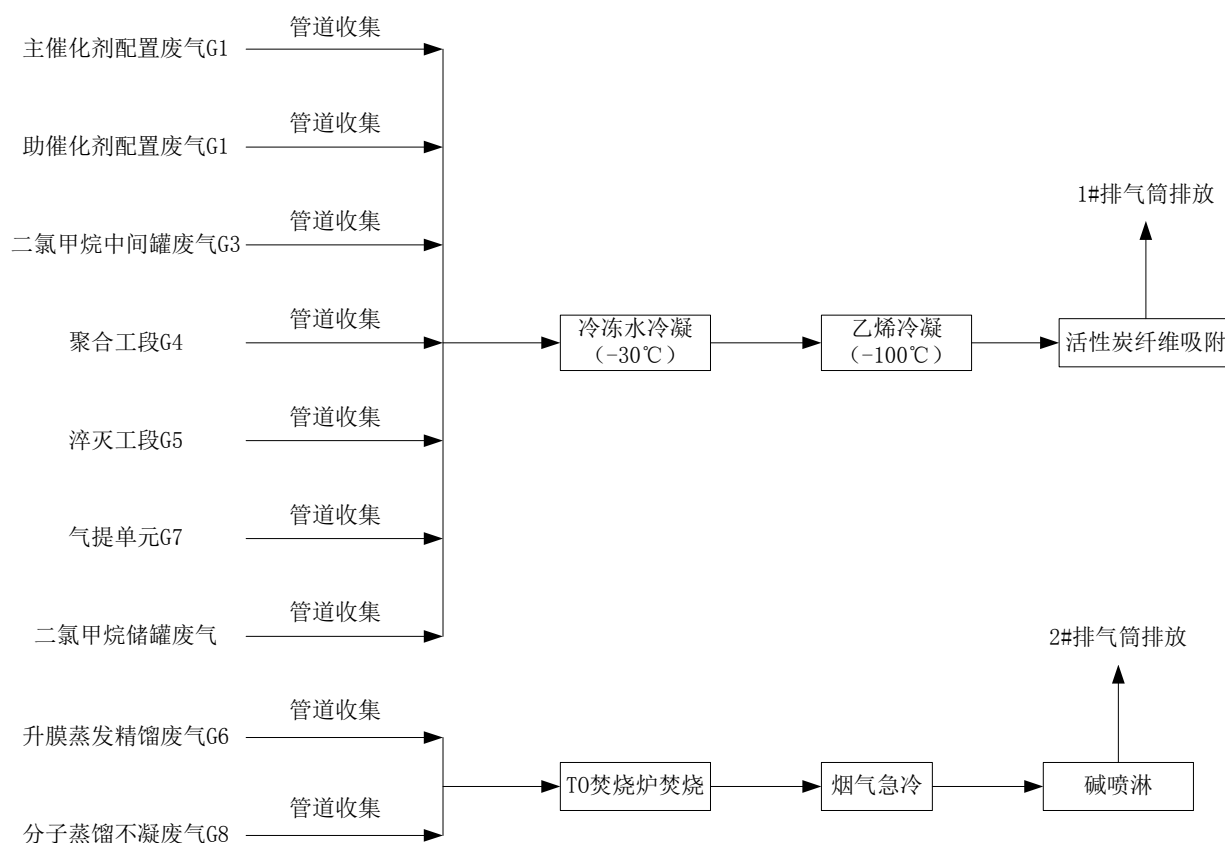 管道收集
主催化剂配置废气G1
管道收集
助催化剂配置废气G1
1#排气筒排放
管道收集
二氯甲烷中间罐废气G3
管道收集
聚合工段G4
冷冻水冷凝
(-30℃)
乙烯冷凝
(-100℃)
活性炭纤维吸附
管道收集
淬灭工段G5
管道收集
气提单元G7
管道收集
二氯甲烷储罐废气
2#排气筒排放
管道收集
升膜蒸发精馏废气G6
TO焚烧炉焚烧
烟气急冷
碱喷淋
管道收集
分子蒸馏不凝废气G8